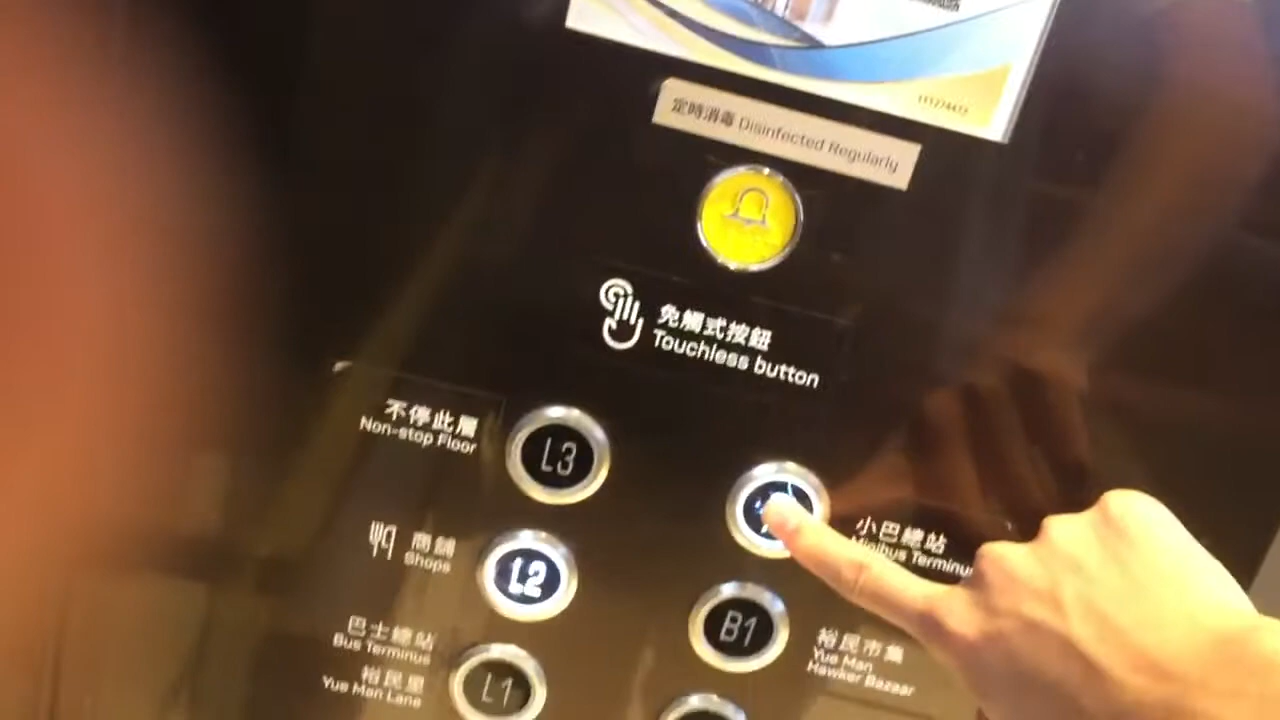 定時消毒 Disinfected Regularly
免觸式按鈕
Touchless button
不停此層
Non-stop Floor
L3
小巴總站
Minibus Terminus
商舖
Shops
L2
B1
裕民市集
Yue Man
Hawker Bazaar
巴士總站
Bus Terminus
裕民里
Yue Man Lane
L1